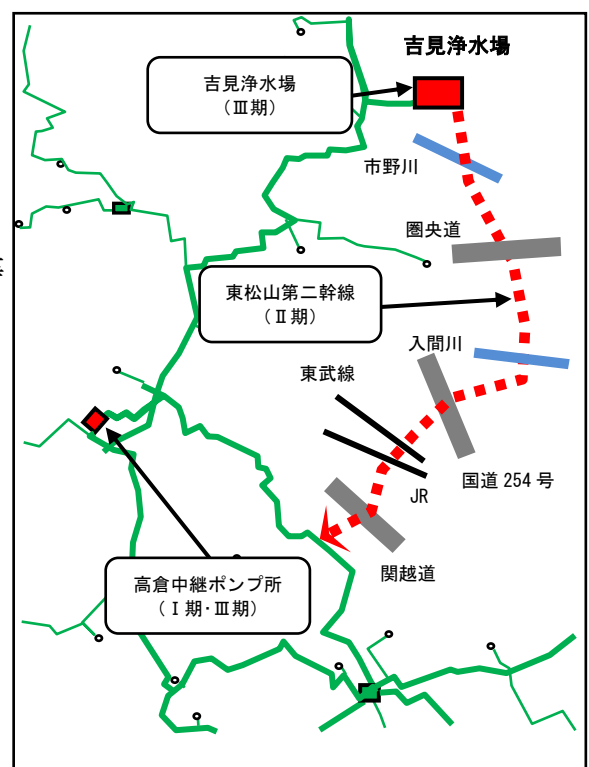 吉見浄水場
吉見浄水場
(Ⅲ期)
市野川
圏央道
東松山第二幹線
(Ⅱ期)
入間川
東武線
国道 254 号
JR
関越道
高倉中継ポンプ所
(Ⅰ期･Ⅲ期)